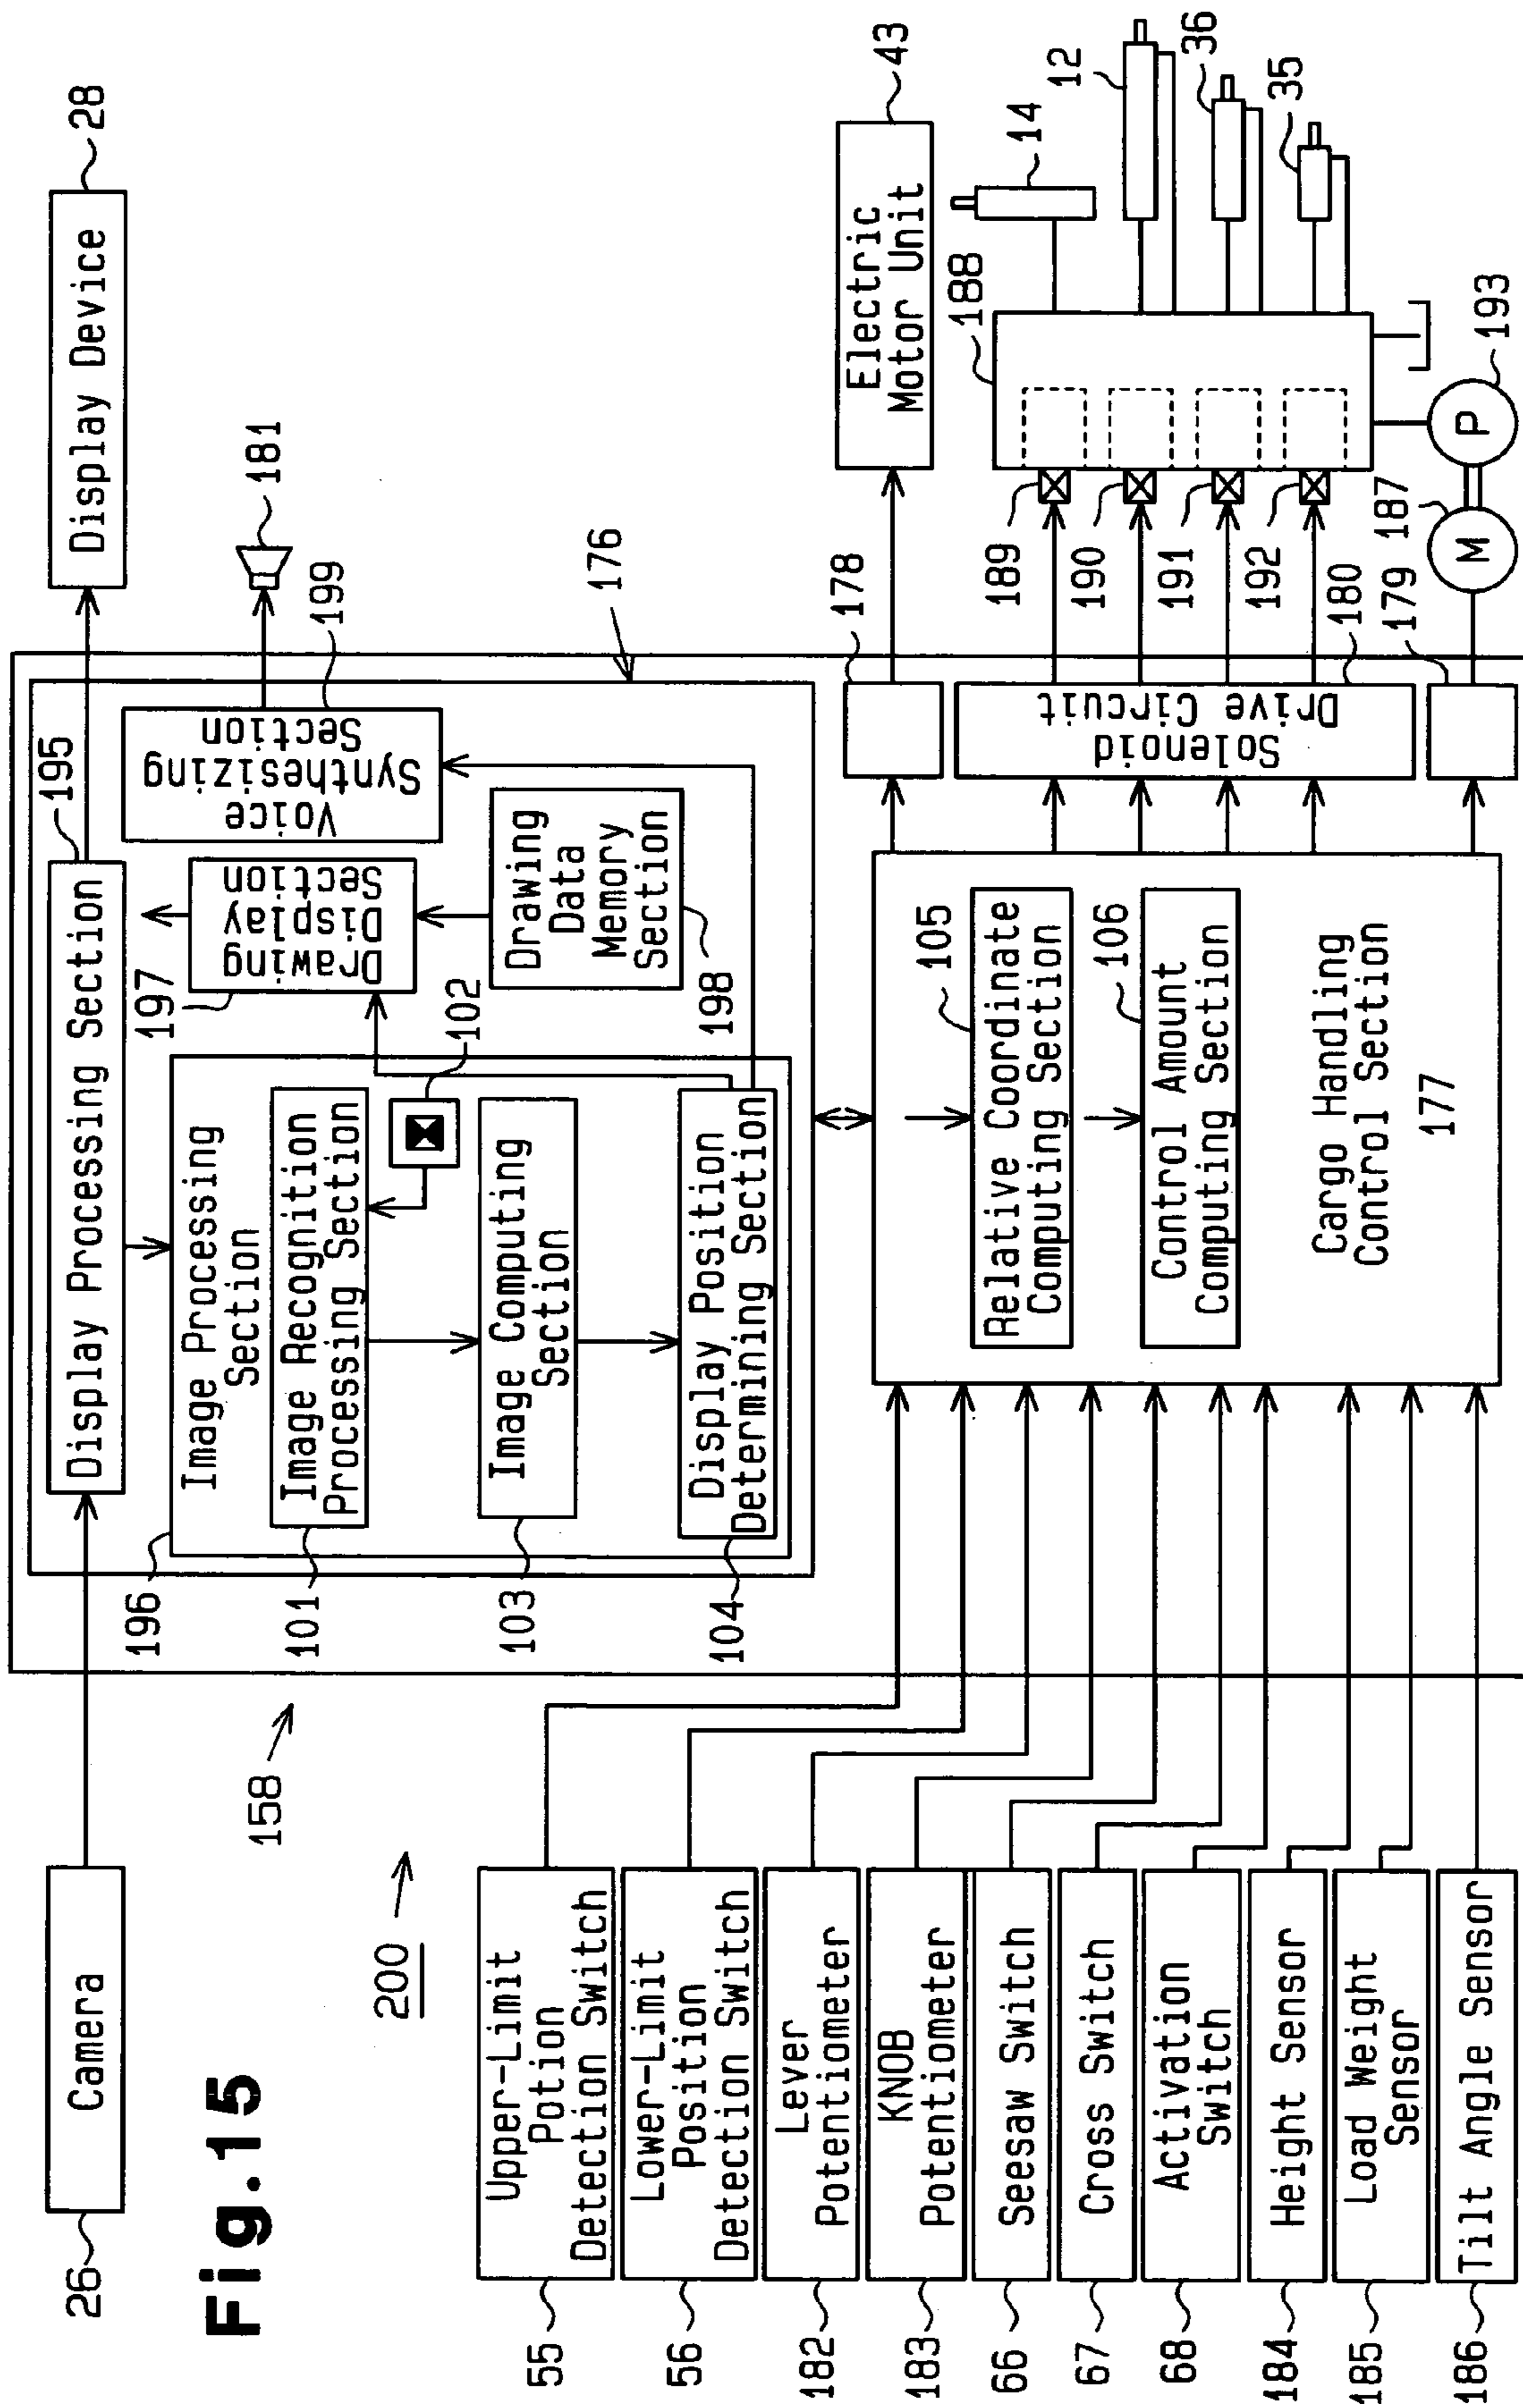 Fig.15
26
Camera
200
158
Display Processing Section
195
Display Device
28
196
Image Processing
Section
101
Image Recognition
Processing Section
102
103
Image Computing
Section
104
Display Position
Determining Section
197
Drawing
Display
Section
Drawing
Data
Memory
Section
198
Voice
Synthesizing
Section
199
181
176
55
Upper-Limit
Potion
Detection Switch
56
Lower-Limit
Position
Detection Switch
182
Lever
Potentiometer
183
KNOB
Potentiometer
66
Seesaw Switch
67
Cross Switch
68
Activation
Switch
184
Height Sensor
185
Load Weight
Sensor
186
Tilt Angle Sensor
105
Relative Coordinate
Computing Section
106
Control Amount
Computing Section
Cargo Handling
Control Section
177
178
Electric
Motor Unit
43
Solenoid
Drive Circuit
180
179
189
190
191
192
188
14
12
36
35
187
M
P
193